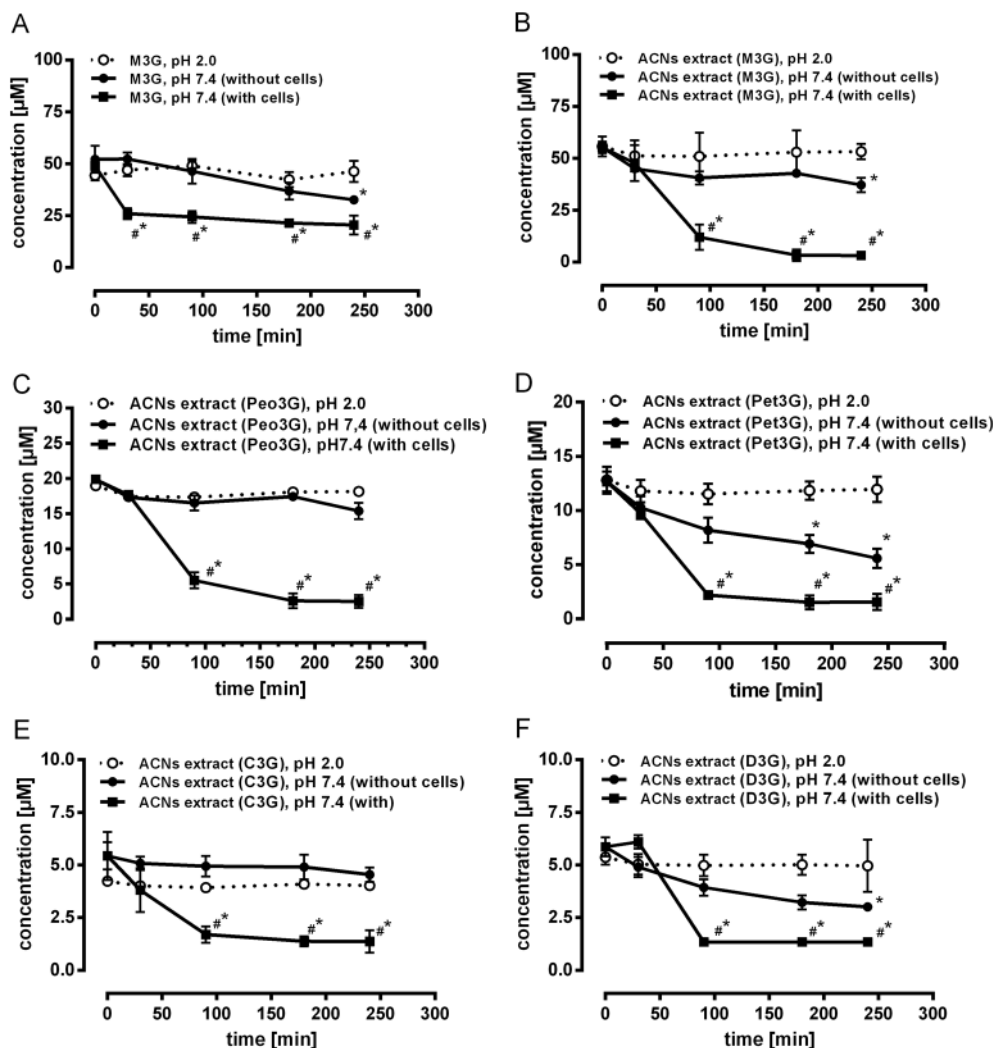 A
M3G, pH 2.0
M3G, pH 7.4 (without cells)
M3G, pH 7.4 (with cells)
concentration [µM]
100
75
50
25
0
*
#* #* #* #*
0 50 100 150 200 250 300
time [min]
B
ACNs extract (M3G), pH 2.0
ACNs extract (M3G), pH 7.4 (without cells)
ACNs extract (M3G), pH 7.4 (with cells)
concentration [µM]
100
75
50
25
0
*
#* #* #*
0 50 100 150 200 250 300
time [min]
C
ACNs extract (Peo3G), pH 2.0
ACNs extract (Peo3G), pH 7,4 (without cells)
ACNs extract (Peo3G), pH7.4 (with cells)
concentration [µM]
30
25
20
15
10
5
0
#* #* #*
0 50 100 150 200 250 300
time [min]
D
ACNs extract (Pet3G), pH 2.0
ACNs extract (Pet3G), pH 7.4 (without cells)
ACNs extract (Pet3G), pH 7.4 (with cells)
concentration [µM]
20
15
10
5
0
* *
#* #* #*
0 50 100 150 200 250 300
time [min]
E
ACNs extract (C3G), pH 2.0
ACNs extract (C3G), pH 7.4 (without cells)
ACNs extract (C3G), pH 7.4 (with)
concentration [µM]
10.0
7.5
5.0
2.5
0.0
#* #* #*
0 50 100 150 200 250 300
time [min]
F
ACNs extract (D3G), pH 2.0
ACNs extract (D3G), pH 7.4 (without cells)
ACNs extract (D3G), pH 7.4 (with cells)
concentration [µM]
10.0
7.5
5.0
2.5
0.0
*
#* #* #*
0 50 100 150 200 250 300
time [min]